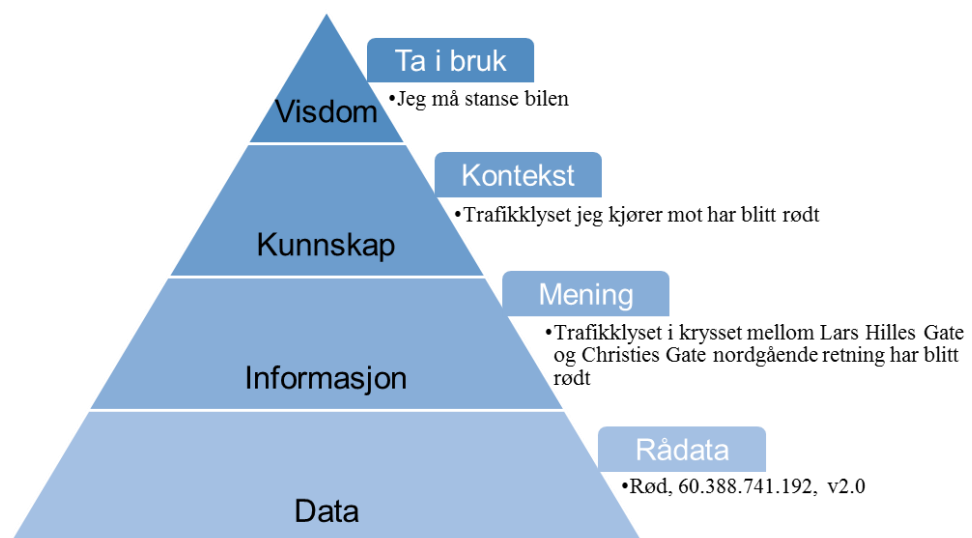 Ta i bruk
•Jeg må stanse bilen
Visdom
Kontekst
•Trafikklyset jeg kjører mot har blitt rødt
Kunnskap
Mening
•Trafikklyset i krysset mellom Lars Hilles Gate
og Christies Gate nordgående retning har blitt
rødt
Informasjon
Rådata
•Rød, 60.388.741.192, v2.0
Data